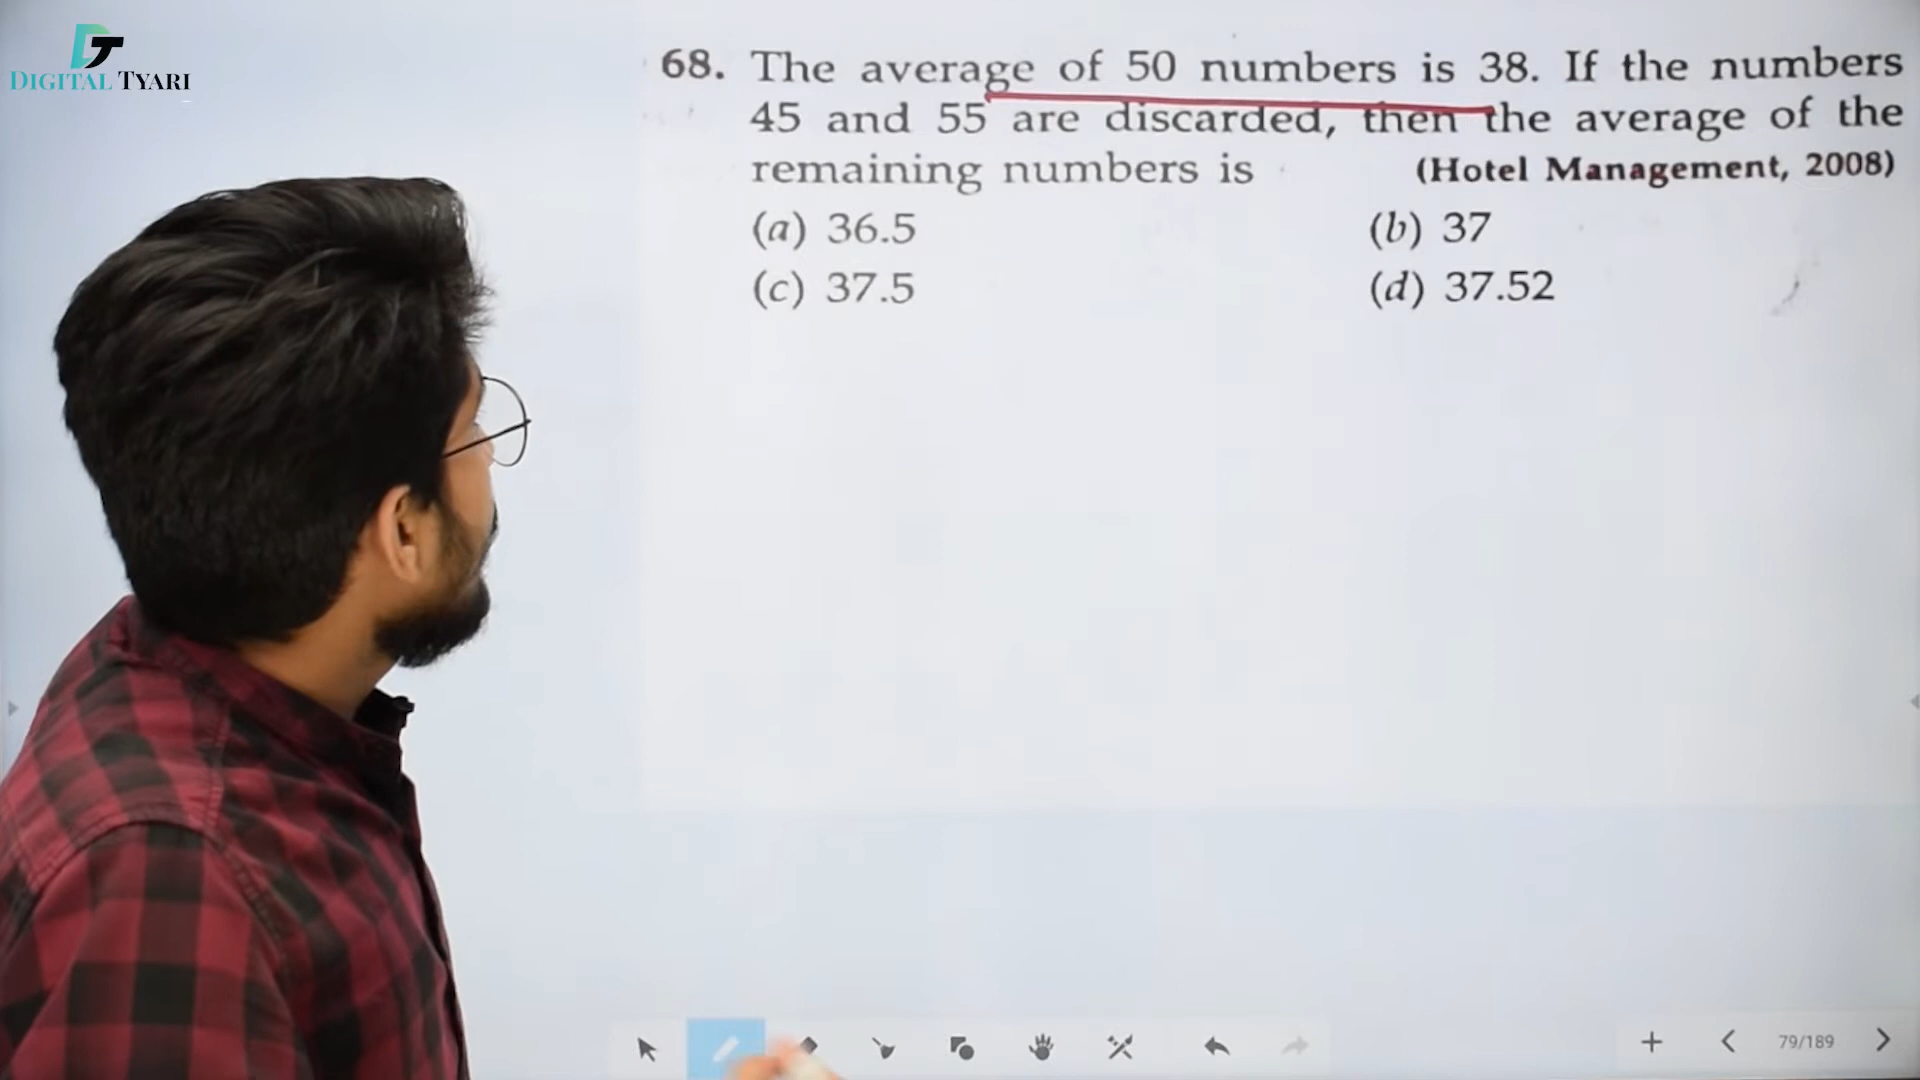 DIGITAL TYARI
68. The average of 50 numbers is 38. If the numbers
45 and 55 are discarded, then the average of the
remaining numbers is (Hotel Management, 2008)
(a) 36.5 (b) 37
(c) 37.5 (d) 37.52
79/189